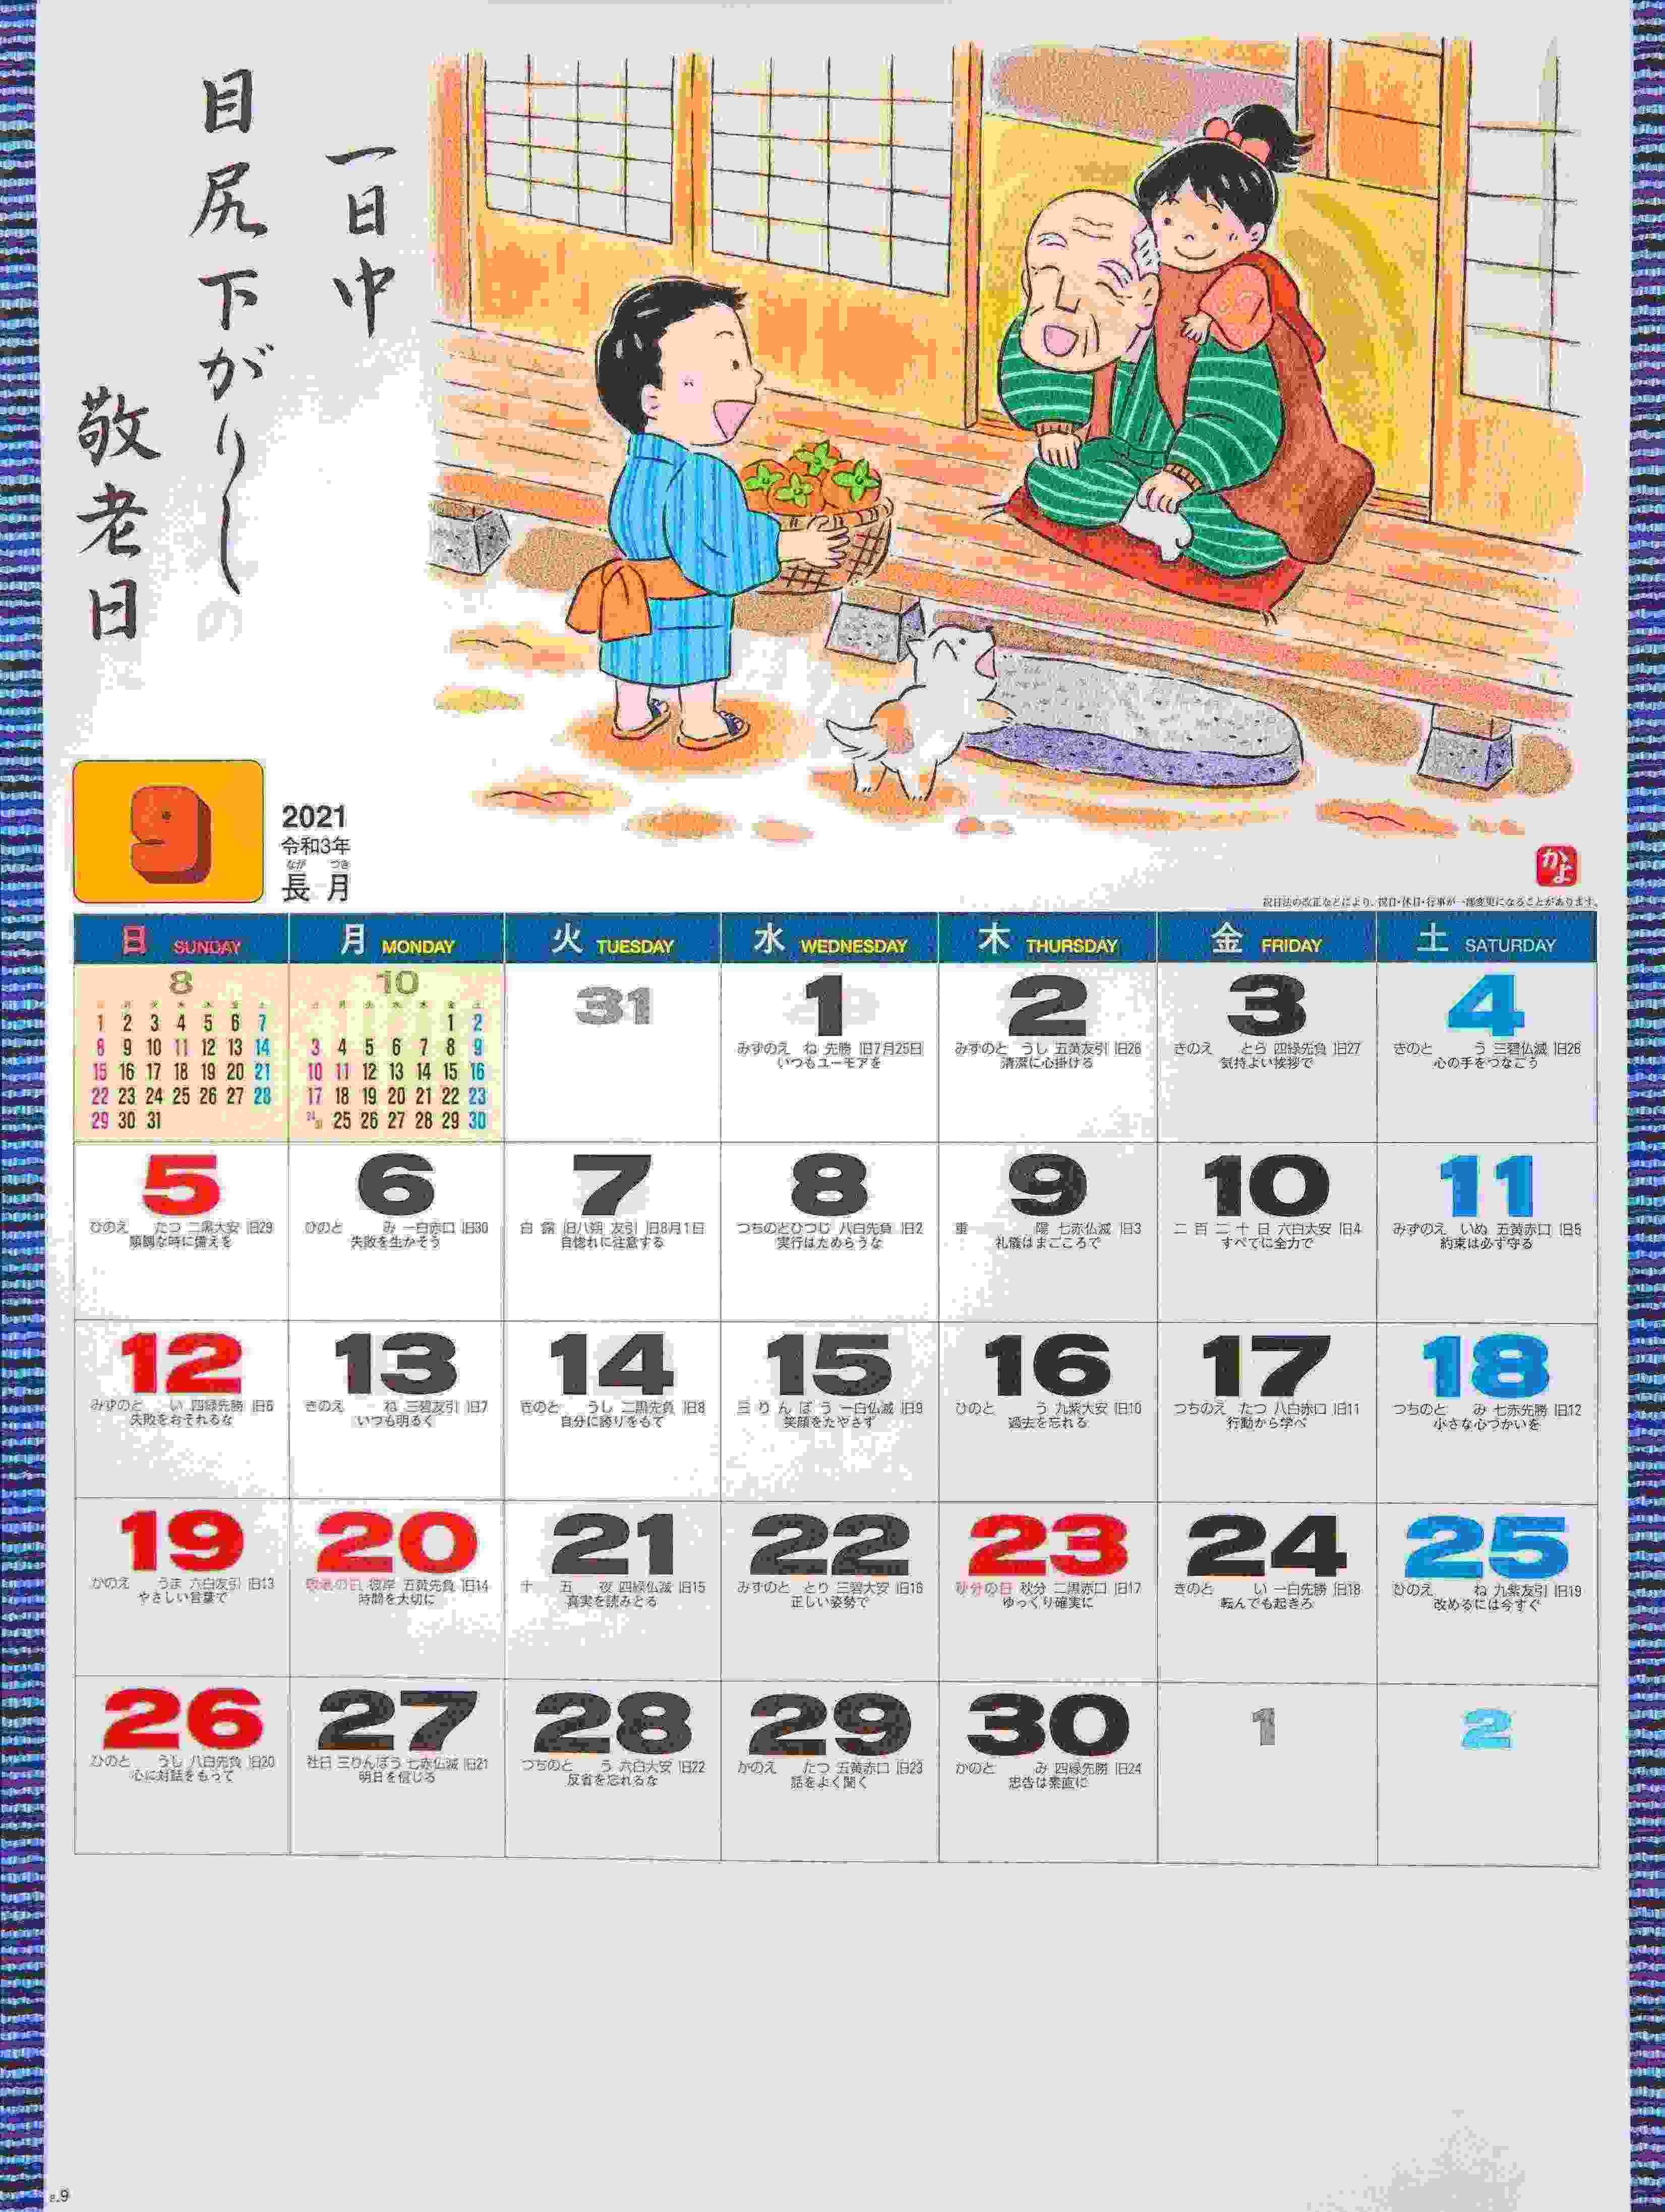 一日中
目尻下がりし
敬老日
9
2021
令和3年
なが づき
長月
かよ
祝日法の改正などにより、祝日・休日・行事が一部変更になることがあります。
日 SUNDAY 月 MONDAY 火 TUESDAY 水 WEDNESDAY 木 THURSDAY 金 FRIDAY 土 SATURDAY
8
日 月 火 水 木 金 土
1 2 3 4 5 6 7
8 9 10 11 12 13 14
15 16 17 18 19 20 21
22 23 24 25 26 27 28
29 30 31
10
日 月 火 水 木 金 土
1 2
3 4 5 6 7 8 9
10 11 12 13 14 15 16
17 18 19 20 21 22 23
24 31 25 26 27 28 29 30
31
1
みずのえ ね 先勝 旧7月25日
いつもユーモアを
2
みずのと うし 五黄友引 旧26
清潔に心掛ける
3
きのえ とら 四緑先負 旧27
気持よい挨拶で
4
きのと う 三碧仏滅 旧28
心の手をつなごう
5
ひのえ たつ 二黒大安 旧29
順調な時に備えを
6
ひのと み 一白赤口 旧30
失敗を生かそう
7
白露 旧八朔 友引 旧8月1日
自惚れに注意する
8
つちのとひつじ 八白先負 旧2
実行はためらうな
9
重陽 七赤仏滅 旧3
礼儀はまごころで
10
二百二十日 六白大安 旧4
すべてに全力で
11
みずのえ いぬ 五黄赤口 旧5
約束は必ず守る
12
みずのと い 四緑先勝 旧6
失敗をおそれるな
13
きのえ ね 三碧友引 旧7
いつも明るく
14
きのと うし 二黒先負 旧8
自分に誇りをもて
15
三りんぼう 一白仏滅 旧9
笑顔をたやさず
16
ひのと う 九紫大安 旧10
過去を忘れる
17
つちのえ たつ 八白赤口 旧11
行動から学べ
18
つちのと み 七赤先勝 旧12
小さな心づかいを
19
かのえ うま 六白友引 旧13
やさしい言葉で
20
敬老の日 彼岸 五黄先負 旧14
時間を大切に
21
十五夜 四緑仏滅 旧15
真実を読みとる
22
みずのと とり 三碧大安 旧16
正しい姿勢で
23
秋分の日 秋分 二黒赤口 旧17
ゆっくり確実に
24
きのと い 一白先勝 旧18
転んでも起きろ
25
ひのえ ね 九紫友引 旧19
改めるには今すぐ
26
ひのと うし 八白先負 旧20
心に対話をもって
27
社日 三りんぼう 七赤仏滅 旧21
明日を信じる
28
つちのと う 六白大安 旧22
反省を忘れるな
29
かのえ たつ 五黄赤口 旧23
話をよく聞く
30
かのと み 四緑先勝 旧24
忠告は素直に
1
2